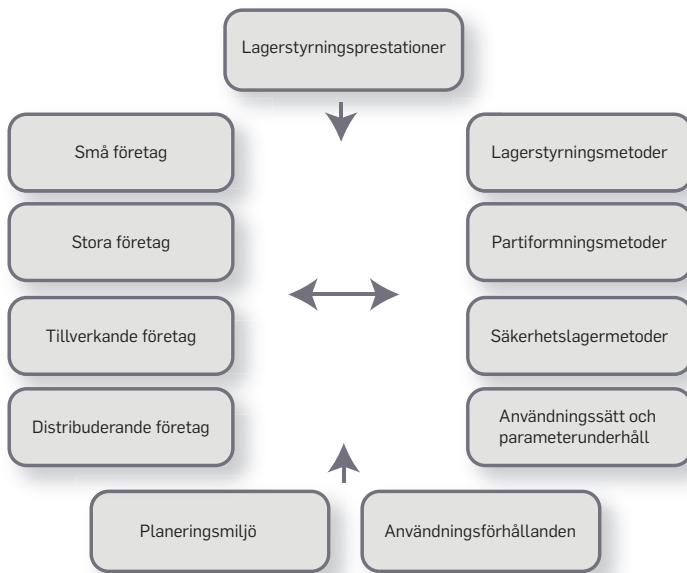 Lagerstyrningsprestationer
Små företag
Lagerstyrningsmetoder
Stora företag
Partiformningsmetoder
Tillverkande företag
Säkerhetslagermetoder
Distribuderande företag
Användningssätt och
parameterunderhåll
Planeringsmiljö
Användningsförhållanden